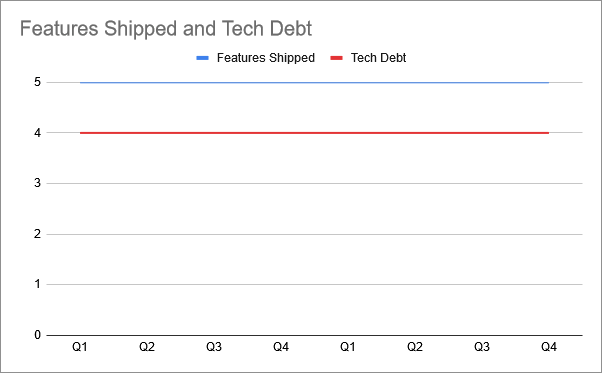 Features Shipped and Tech Debt
Features Shipped Tech Debt
5
4
3
2
1
0
Q1 Q2 Q3 Q4 Q1 Q2 Q3 Q4